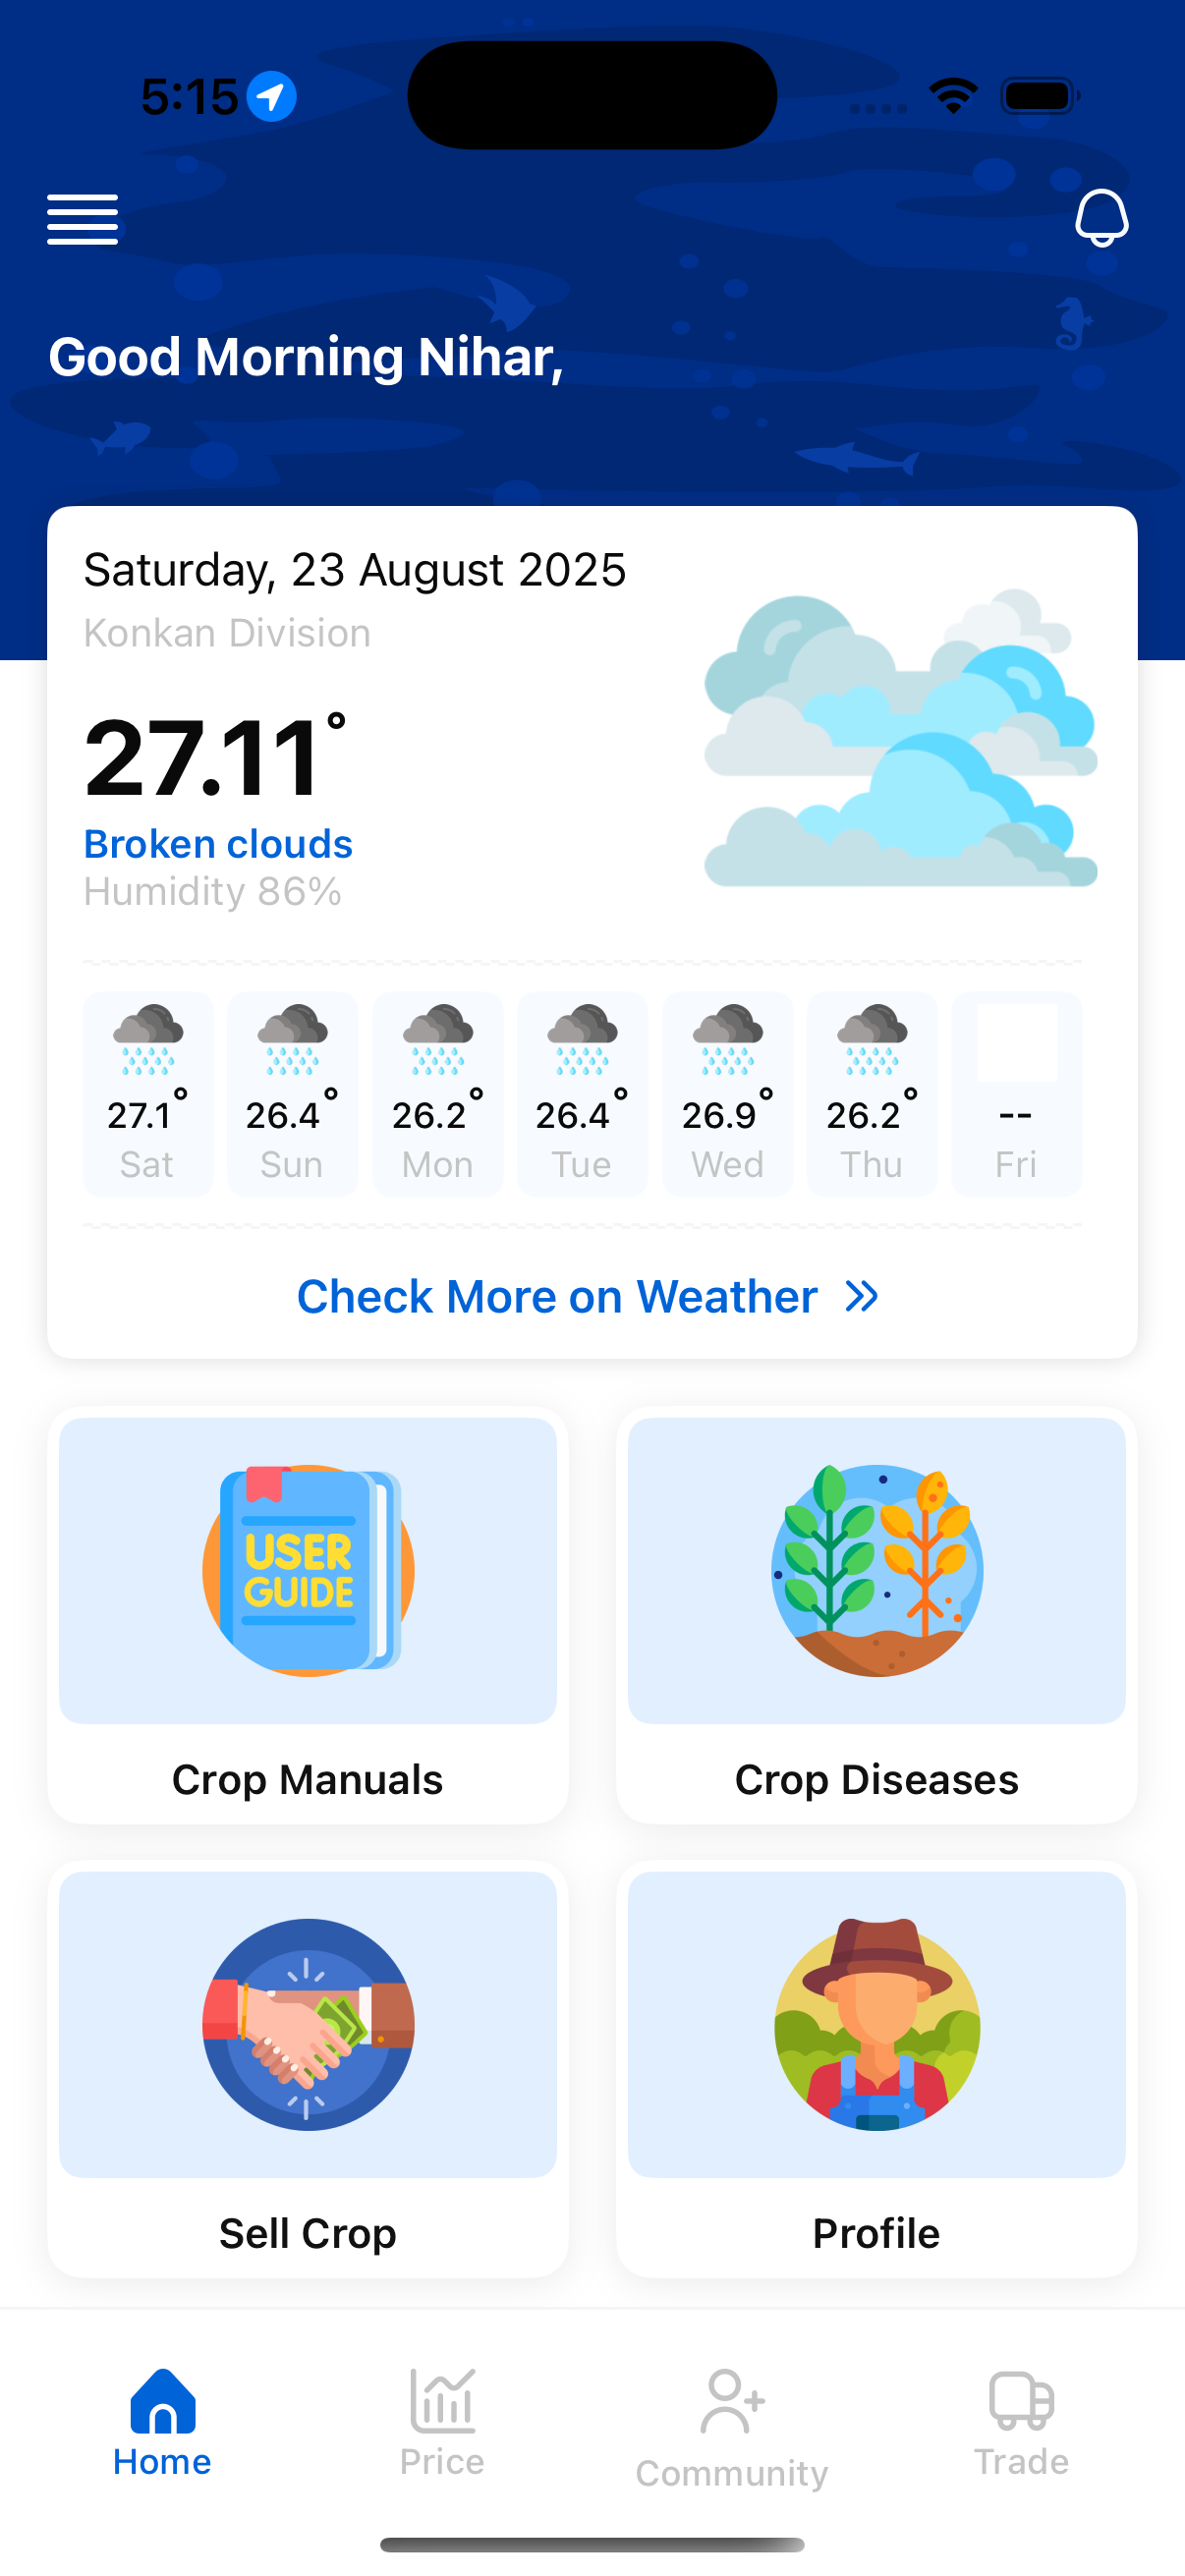 5:15
Good Morning Nihar,
Saturday, 23 August 2025
Konkan Division
27.11°
Broken clouds
Humidity 86%
27.1° 26.4° 26.2° 26.4° 26.9° 26.2° --
Sat Sun Mon Tue Wed Thu Fri
Check More on Weather
USER
GUIDE
Crop Manuals
Crop Diseases
Sell Crop
Profile
Home Price Community Trade